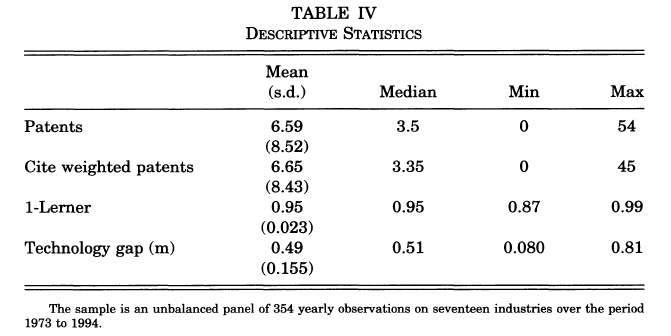 TABLE IV
DESCRIPTIVE STATISTICS
Mean
(s.d.) Median Min Max
Patents 6.59 3.5 0 54
(8.52)
Cite weighted patents 6.65 3.35 0 45
(8.43)
1-Lerner 0.95 0.95 0.87 0.99
(0.023)
Technology gap (m) 0.49 0.51 0.080 0.81
(0.155)
The sample is an unbalanced panel of 354 yearly observations on seventeen industries over the period
1973 to 1994.